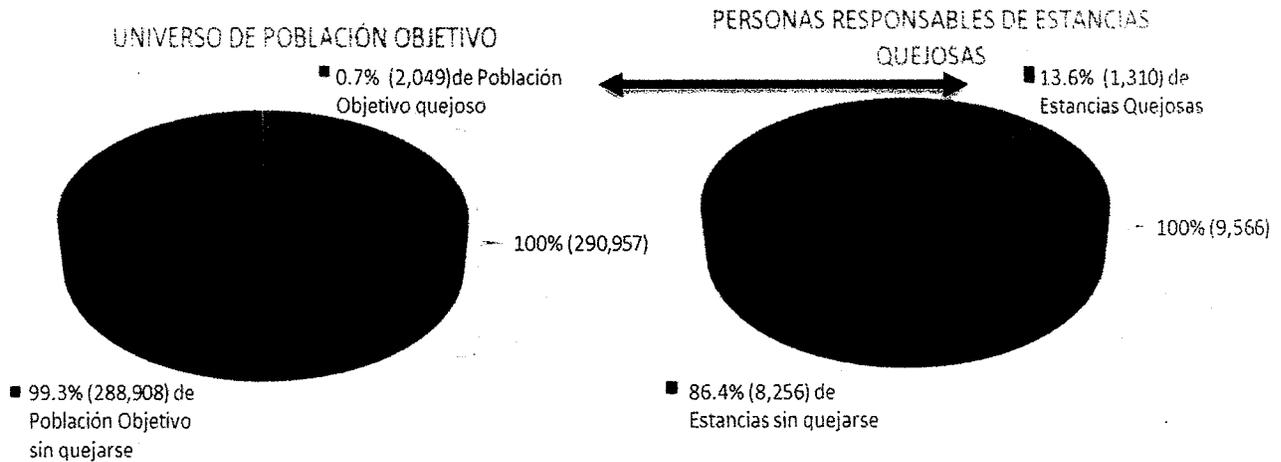 UNIVERSO DE POBLACIÓN OBJETIVO
0.7% (2,049)de Población
Objetivo quejoso
100% (290,957)
99.3% (288,908) de
Población Objetivo
sin quejarse
PERSONAS RESPONSABLES DE ESTANCIAS
QUEJOSAS
13.6% (1,310) de
Estancias Quejosas
100% (9,566)
86.4% (8,256) de
Estancias sin quejarse